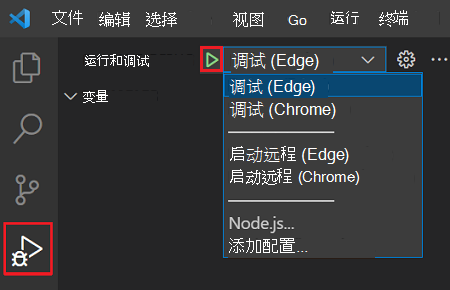 文件 编辑 选择 视图 Go 运行 终端
运行和调试 调试 (Edge) ...
变量
调试 (Edge)
调试 (Chrome)
启动远程 (Edge)
启动远程 (Chrome)
Node.js...
添加配置...